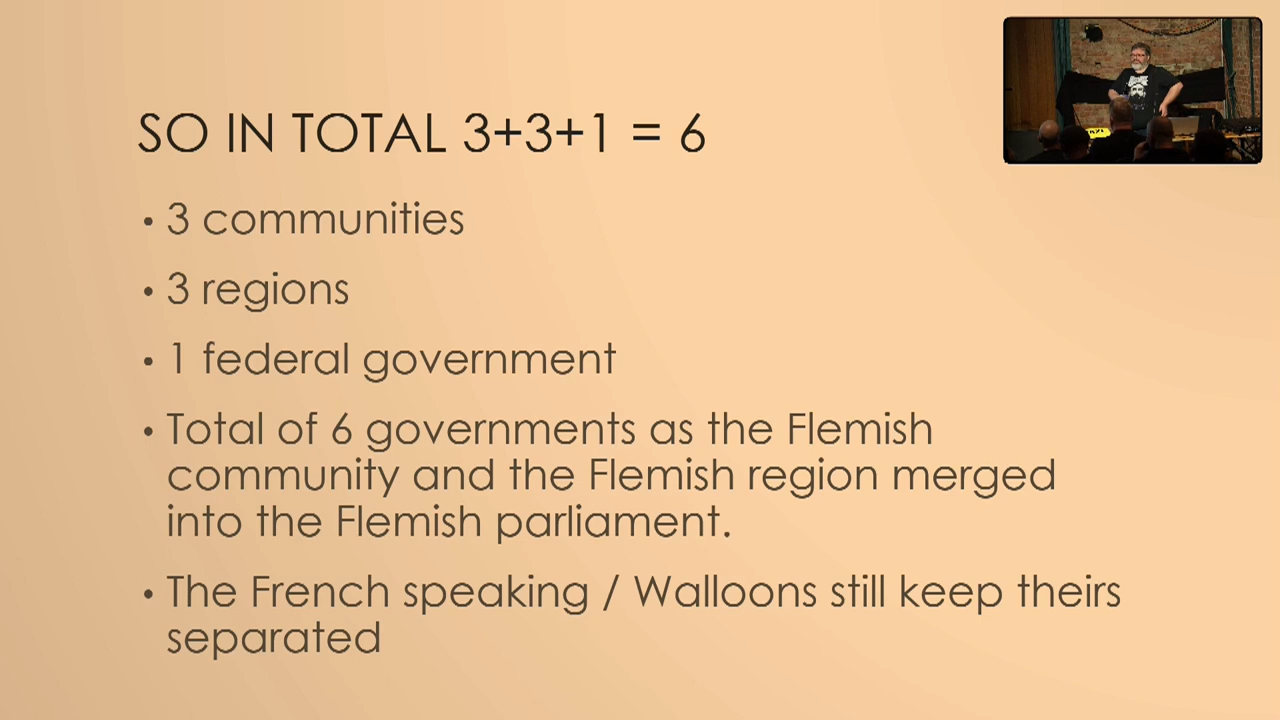 SO IN TOTAL 3+3+1 = 6
• 3 communities
• 3 regions
• 1 federal government
• Total of 6 governments as the Flemish
community and the Flemish region merged
into the Flemish parliament.
• The French speaking / Walloons still keep theirs
separated